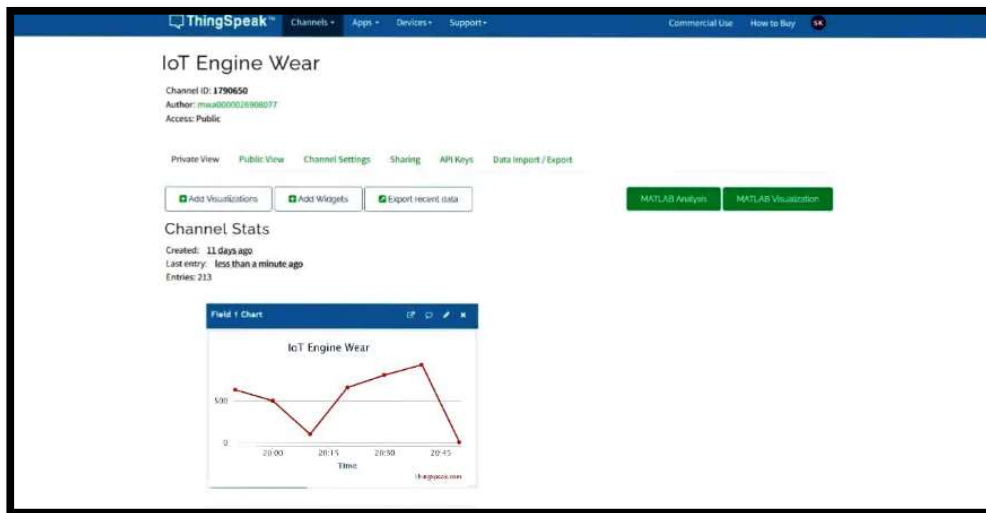 ThingSpeak™ Channels Apps Devices Support Commercial Use How to Buy SK
IoT Engine Wear
Channel ID: 1790650
Author: mwa0000026908077
Access: Public
Private View Public View Channel Settings Sharing API Keys Data Import / Export
Add Visualizations Add Widgets Export recent data MATLAB Analysis MATLAB Visualization
Channel Stats
Created: 11 days ago
Last entry: less than a minute ago
Entries: 213
Field 1 Chart
IoT Engine Wear
500
0
20:00 20:15 20:30 20:45
Time
ThingSpeak.com